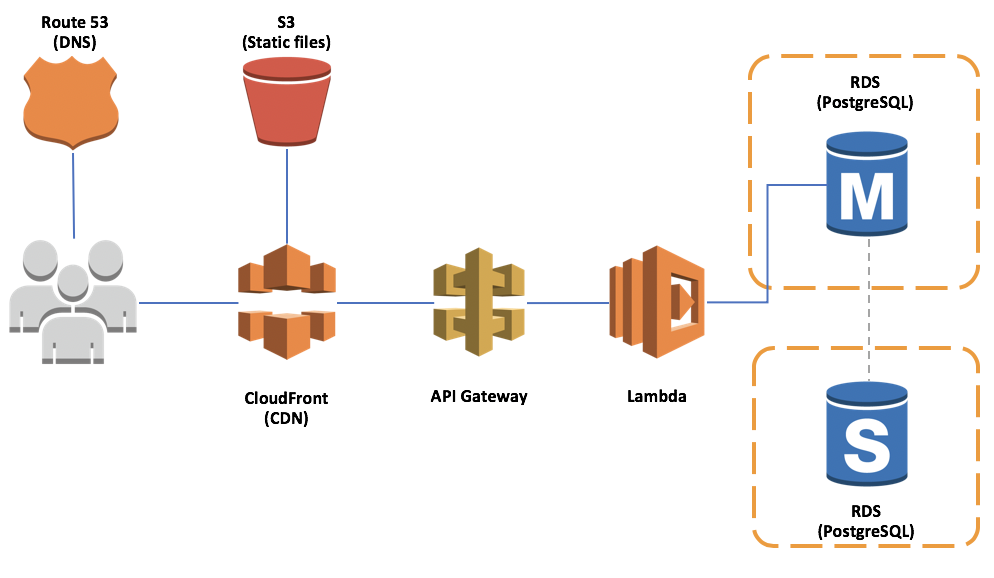 Route 53
(DNS)
S3
(Static files)
RDS
(PostgreSQL)
M
CloudFront
(CDN)
API Gateway
Lambda
S
RDS
(PostgreSQL)